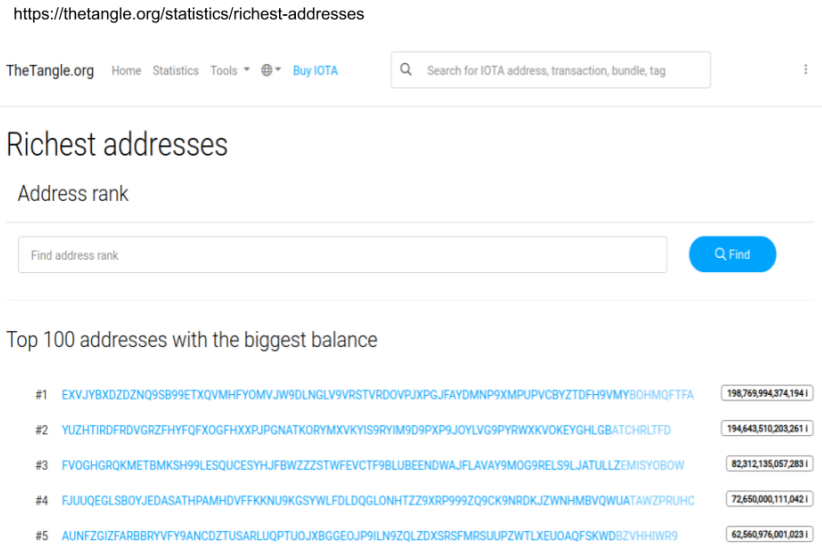 https://thetangle.org/statistics/richest-addresses
TheTangle.org Home Statistics Tools Buy IOTA Search for IOTA address, transaction, bundle, tag
Richest addresses
Address rank
Find address rank Find
Top 100 addresses with the biggest balance
#1 EXVJYBXDZDZNQ9SB99ETXQVMHFYOMVJW9DLNGLV9VRSTVRDOVPJXPGJFAYDMNP9XMPUPVCBYZTDFH9VMYBOHMQFTFA 198,769,994,374,194 i
#2 YUZHTIRDFRDVGRZFHYFQFXOGFHXXPJPGNATKORYMXVKYIS9RYIM9D9PXP9JOYLVG9PYRWXKVOKEYGHLGBATCHRLTFD 194,643,510,203,261 i
#3 FVOGHGRQKMETBMKSH99LESQUCESYHJFBWZZZSTWFEVCTF9BLUBEENDWAJFLAVAY9MOG9RELS9LJATULLZEMISYOBOW 82,312,135,057,283 i
#4 FJUUQEGLSBOYJEDASATHPAMHDVFFKKNU9KGSYWLFDLDQGLONHTZZ9XRP999ZQ9CK9NRDKJZWNHMBVQWUATAWZPRUHC 72,650,000,111,042 i
#5 AUNFZGIZFARBBRYVFY9ANCDZTUSARLUQPTUOJXBGGEOJP9ILN9ZQLZDXSRSFMRSUUPZWTLXEUOAQFSKWDBZVHHIWR9 62,560,976,001,023 i